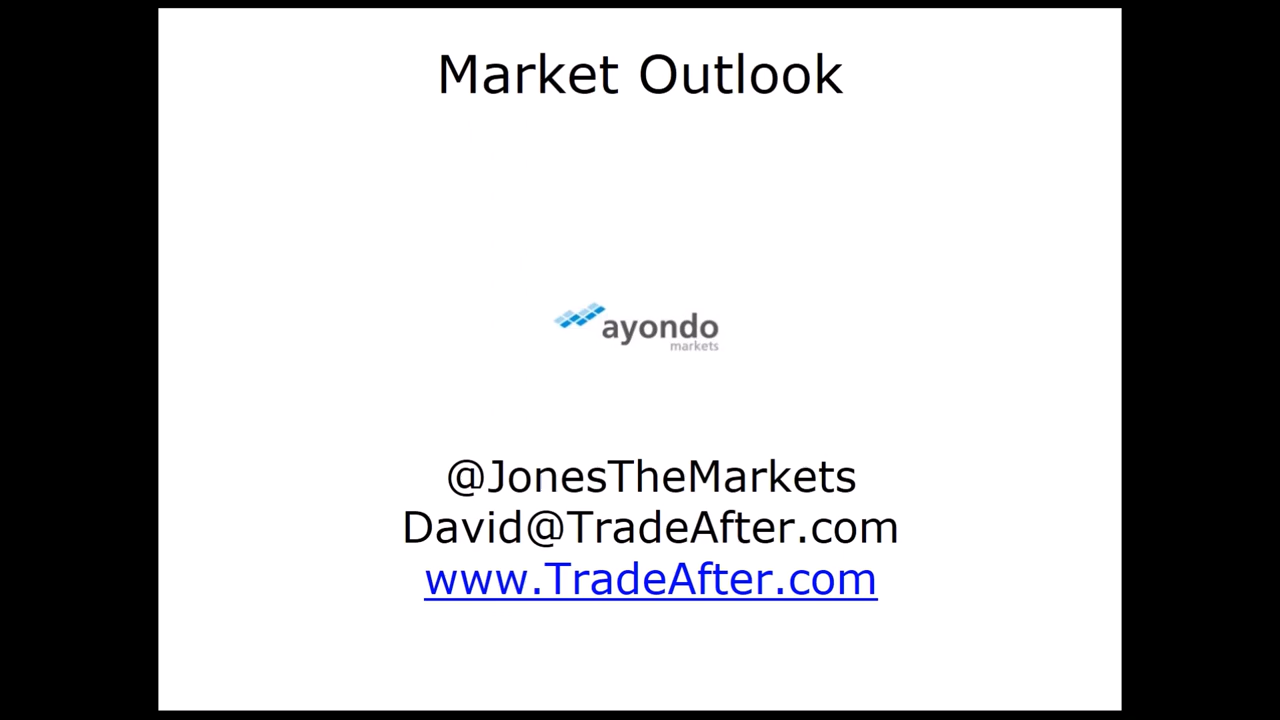 Market Outlook
ayondo
markets
@JonesTheMarkets
David@TradeAfter.com
www.TradeAfter.com